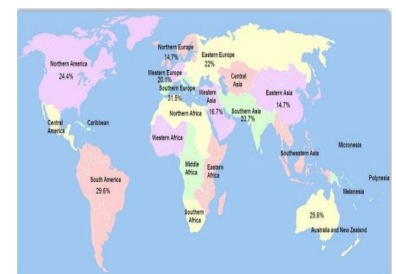 Northern Europe
14.7%
Eastern Europe
22%
Northern America
24.4%
Western Europe
20.1%
Central
Asia
Eastern Asia
14.7%
Southern Europe
31.5%
Western
Asia
16.7%
Southern Asia
22.7%
Northern Africa
Central
America
Caribbean
Western Africa
Southeastern Asia
Micronesia
Middle
Africa
Eastern
Africa
Polynesia
South America
29.6%
Melanesia
Southern
Africa
Australia and New Zealand